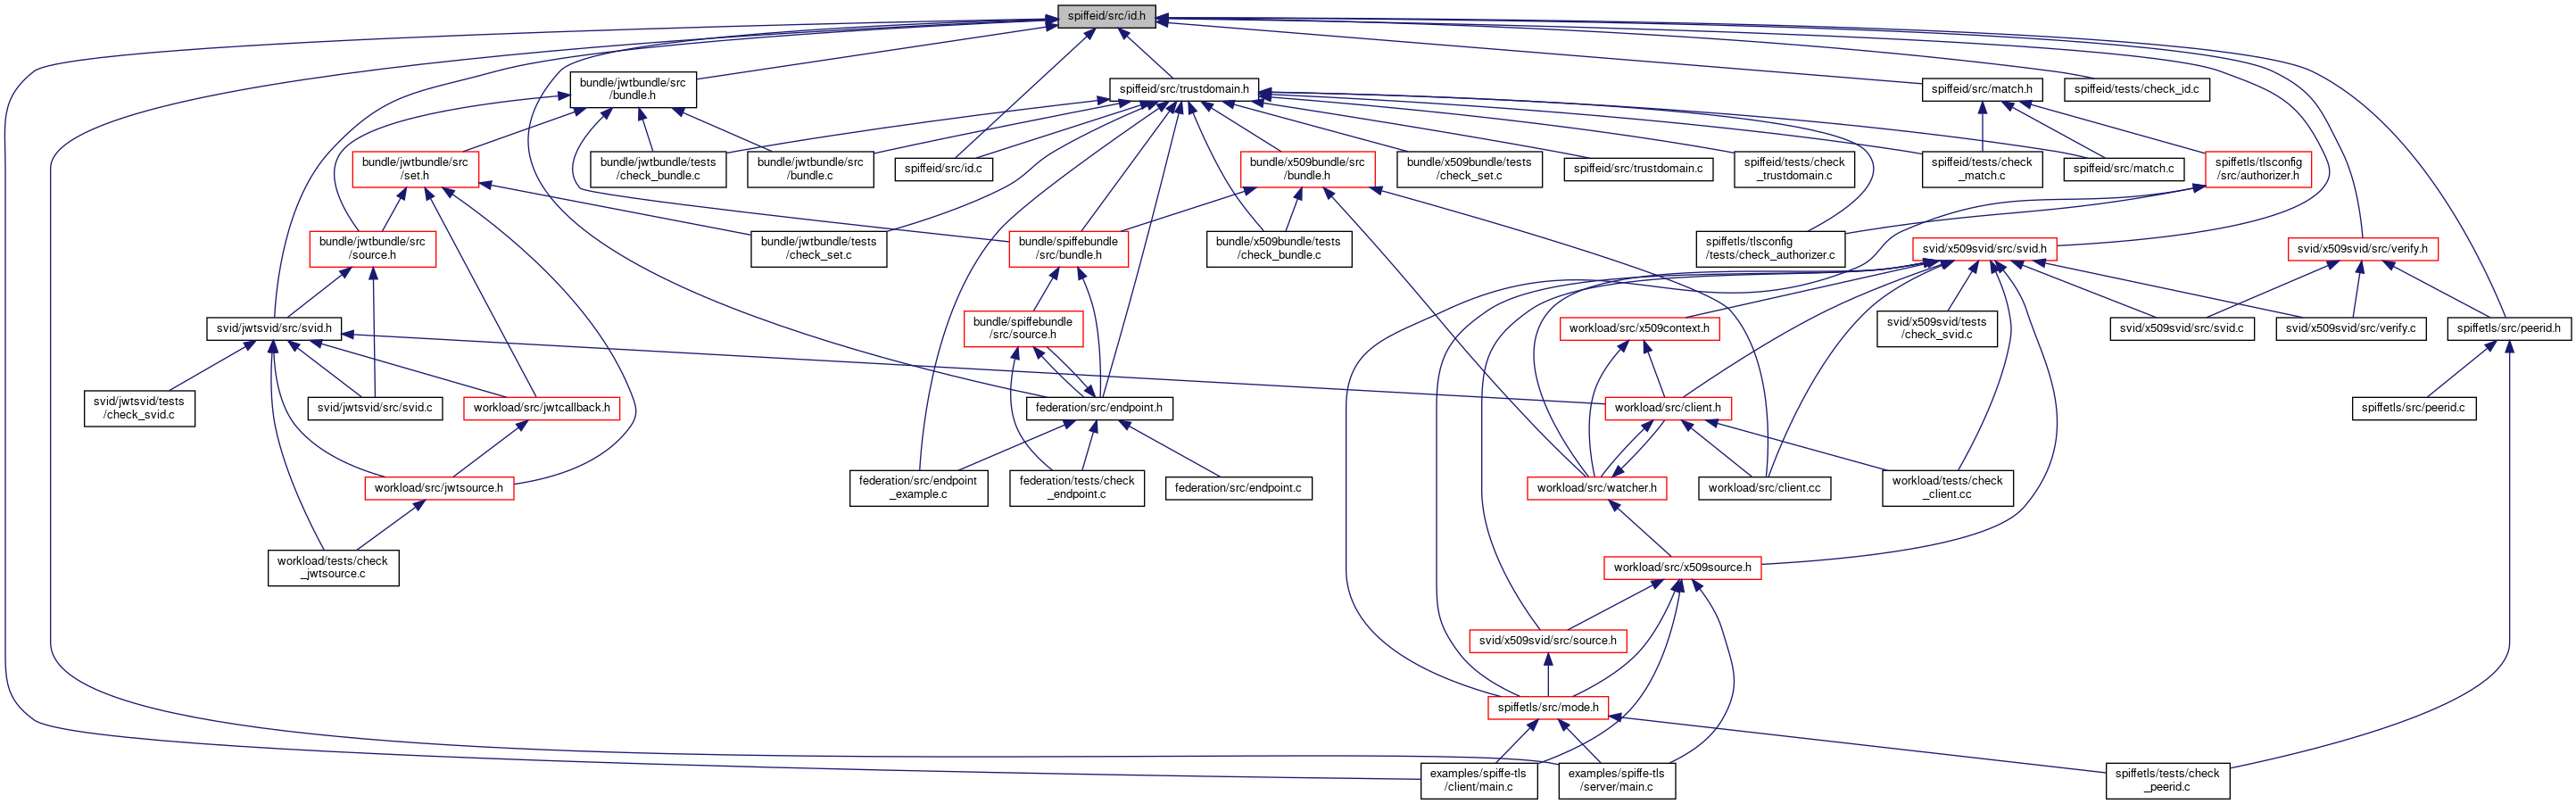 spiffeid/src/id.h
bundle/jwtbundle/src
/bundle.h
spiffeid/src/trustdomain.h
spiffeid/src/match.h
spiffeid/tests/check_id.c
bundle/jwtbundle/src
/set.h
bundle/jwtbundle/tests
/check_bundle.c
bundle/jwtbundle/src
/bundle.c
spiffeid/src/id.c
bundle/x509bundle/src
/bundle.h
bundle/x509bundle/tests
/check_set.c
spiffeid/src/trustdomain.c
spiffeid/tests/check
_trustdomain.c
spiffeid/tests/check
_match.c
spiffeid/src/match.c
spiffetls/tlsconfig
/src/authorizer.h
bundle/jwtbundle/src
/source.h
bundle/jwtbundle/tests
/check_set.c
bundle/spiffebundle
/src/bundle.h
bundle/x509bundle/tests
/check_bundle.c
spiffetls/tlsconfig
/tests/check_authorizer.c
svid/x509svid/src/svid.h
svid/x509svid/src/verify.h
svid/jwtsvid/src/svid.h
bundle/spiffebundle
/src/source.h
workload/src/x509context.h
svid/x509svid/tests
/check_svid.c
svid/x509svid/src/svid.c
svid/x509svid/src/verify.c
spiffetls/src/peerid.h
svid/jwtsvid/tests
/check_svid.c
svid/jwtsvid/src/svid.c
workload/src/jwtcallback.h
federation/src/endpoint.h
workload/src/client.h
spiffetls/src/peerid.c
workload/src/jwtsource.h
federation/src/endpoint
_example.c
federation/tests/check
_endpoint.c
federation/src/endpoint.c
workload/src/watcher.h
workload/src/client.cc
workload/tests/check
_client.cc
workload/tests/check
_jwtsource.c
workload/src/x509source.h
svid/x509svid/src/source.h
spiffetls/src/mode.h
examples/spiffe-tls
/client/main.c
examples/spiffe-tls
/server/main.c
spiffetls/tests/check
_peerid.c